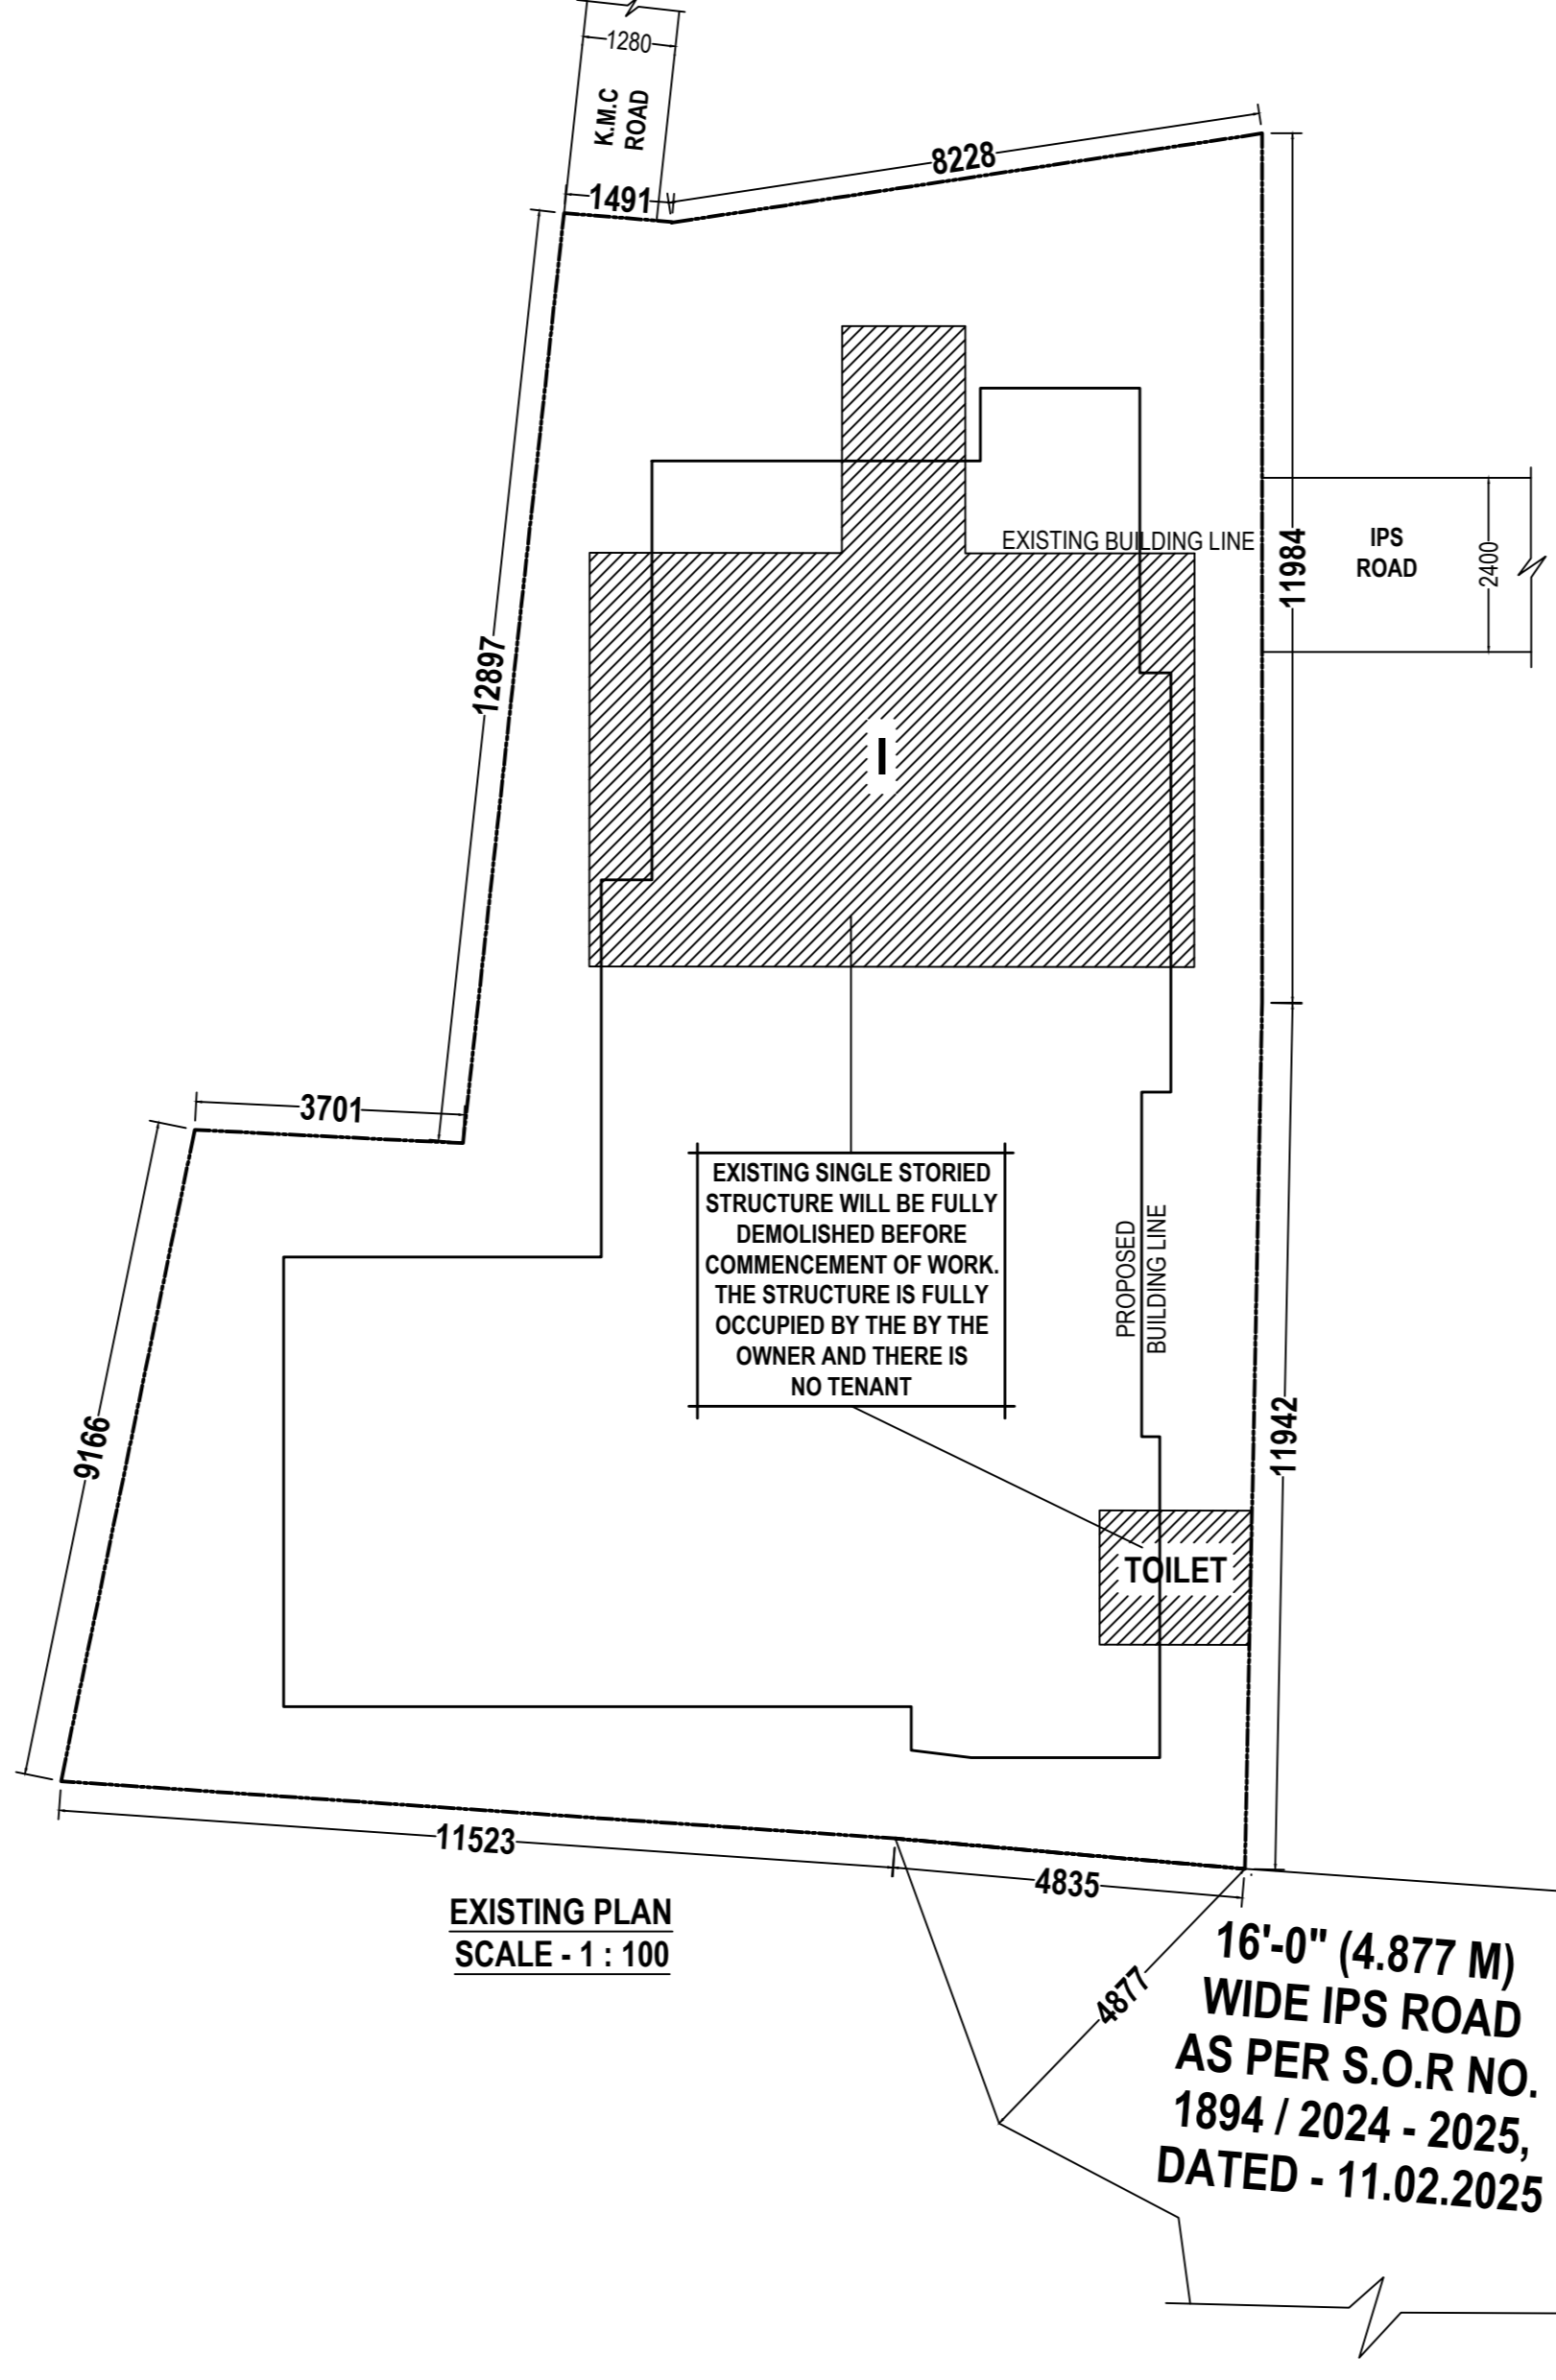 1280
K.M.C
ROAD
1491
8228
12897
11984
EXISTING BUILDING LINE
IPS
ROAD
2400
I
3701
EXISTING SINGLE STORIED
STRUCTURE WILL BE FULLY
DEMOLISHED BEFORE
COMMENCEMENT OF WORK.
THE STRUCTURE IS FULLY
OCCUPIED BY THE BY THE
OWNER AND THERE IS
NO TENANT
PROPOSED
BUILDING LINE
9166
11942
TOILET
11523
4835
EXISTING PLAN
SCALE - 1 : 100
4877
16'-0" (4.877 M)
WIDE IPS ROAD
AS PER S.O.R NO.
1894 / 2024 - 2025,
DATED - 11.02.2025